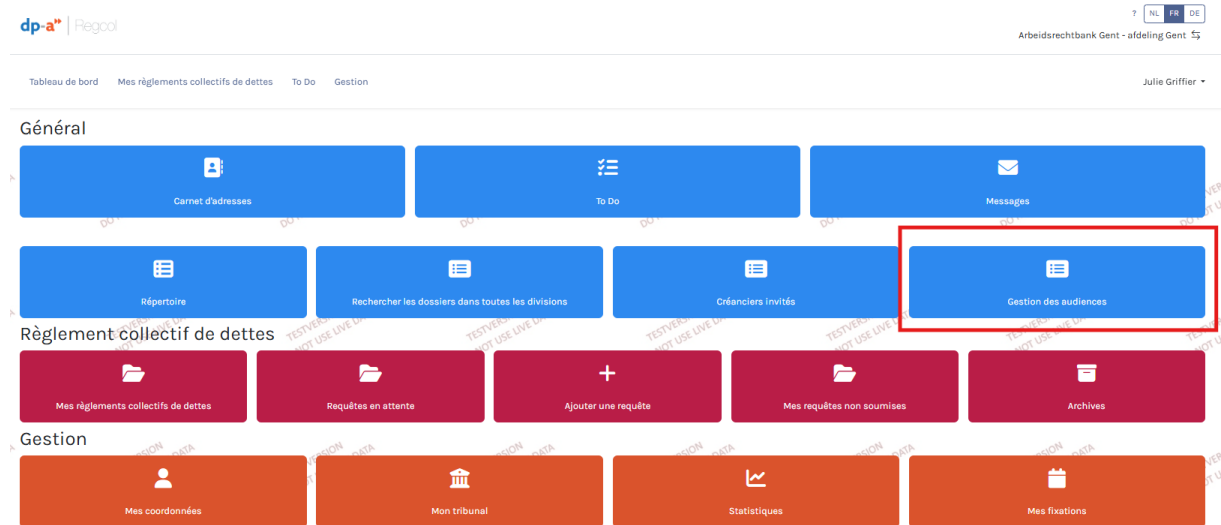 dp-a" | Regcol
? NL FR DE
Arbeidsrechtbank Gent - afdeling Gent
Tableau de bord Mes règlements collectifs de dettes To Do Gestion
Julie Griffier
Général
Carnet d'adresses
To Do
Messages
Répertoire
Rechercher les dossiers dans toutes les divisions
Créanciers invités
Gestion des audiences
Règlement collectif de dettes
Mes règlements collectifs de dettes
Requêtes en attente
Ajouter une requête
Mes requêtes non soumises
Archives
Gestion
Mes coordonnées
Mon tribunal
Statistiques
Mes fixations